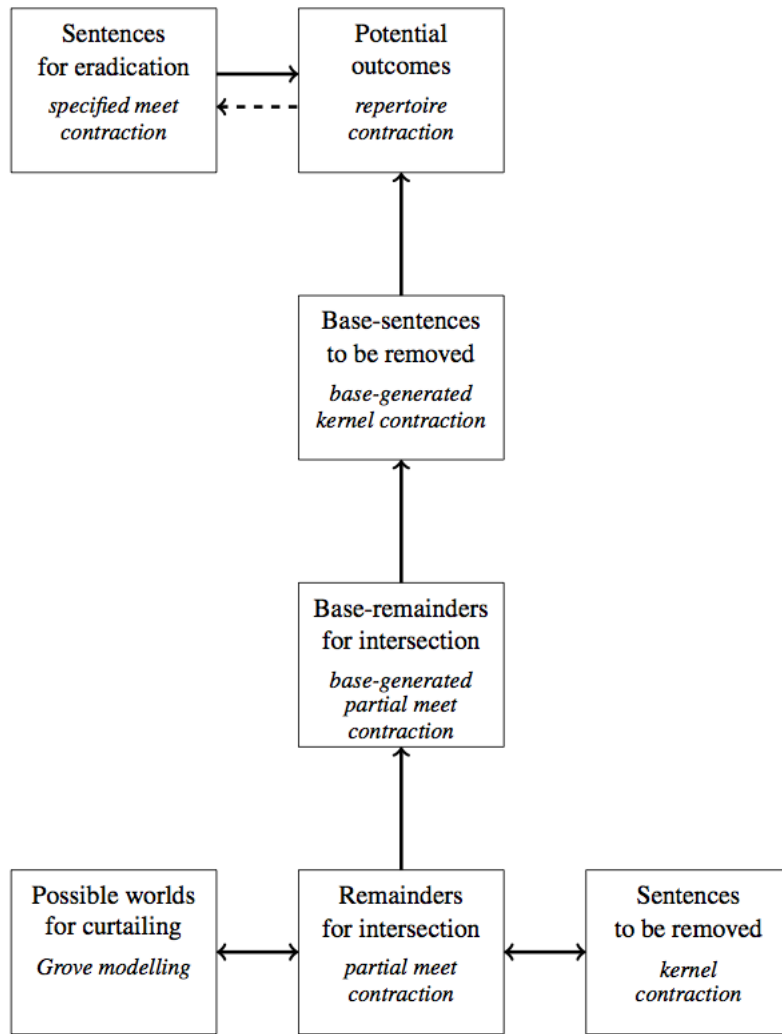 Sentences
for eradication
specified meet
contraction
Potential
outcomes
repertoire
contraction
Base-sentences
to be removed
base-generated
kernel contraction
Base-remainders
for intersection
base-generated
partial meet
contraction
Possible worlds
for curtailing
Grove modelling
Remainders
for intersection
partial meet
contraction
Sentences
to be removed
kernel
contraction